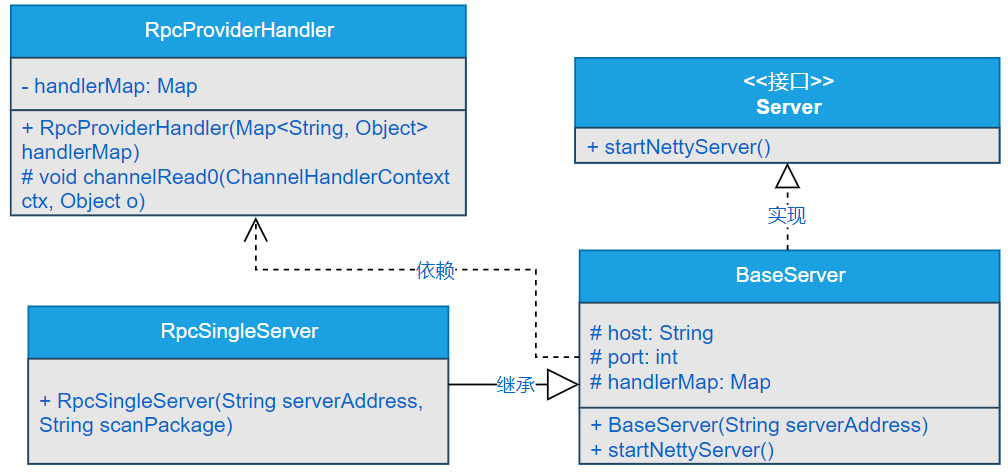 RpcProviderHandler
- handlerMap: Map
+ RpcProviderHandler(Map<String, Object>
handlerMap)
# void channelRead0(ChannelHandlerContext
ctx, Object o)
<<接口>>
Server
+ startNettyServer()
实现
依赖
BaseServer
# host: String
# port: int
# handlerMap: Map
+ BaseServer(String serverAddress)
+ startNettyServer()
RpcSingleServer
+ RpcSingleServer(String serverAddress,
String scanPackage)
继承